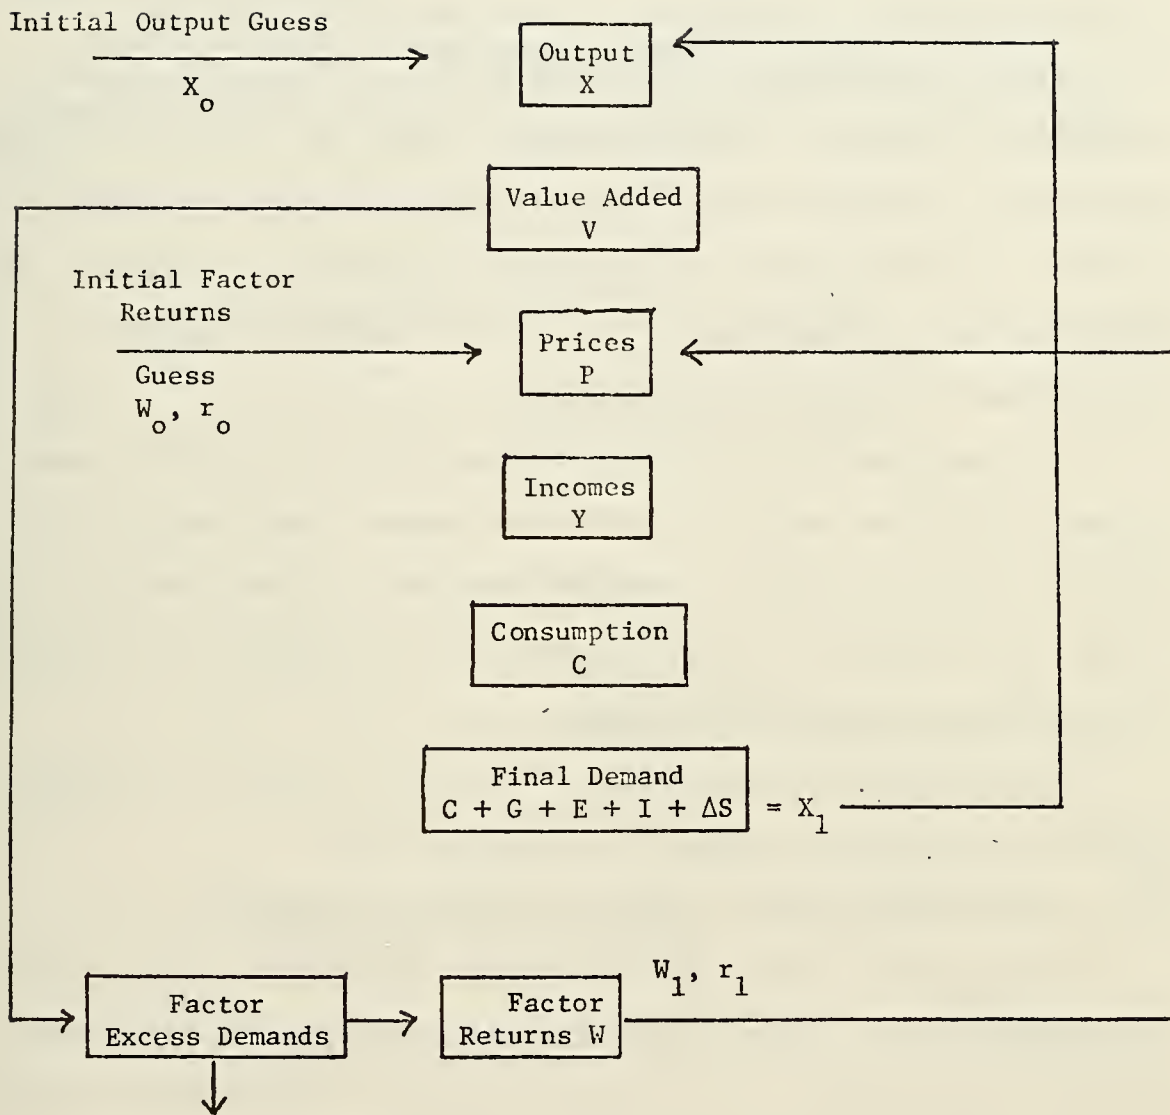 Initial Output Guess
X_o
Output
X
Value Added
V
Initial Factor
Returns
Guess
W_o, r_o
Prices
P
Incomes
Y
Consumption
C
Final Demand
C + G + E + I + ΔS = X_1
Factor
Excess Demands
Factor
Returns W
W_1, r_1